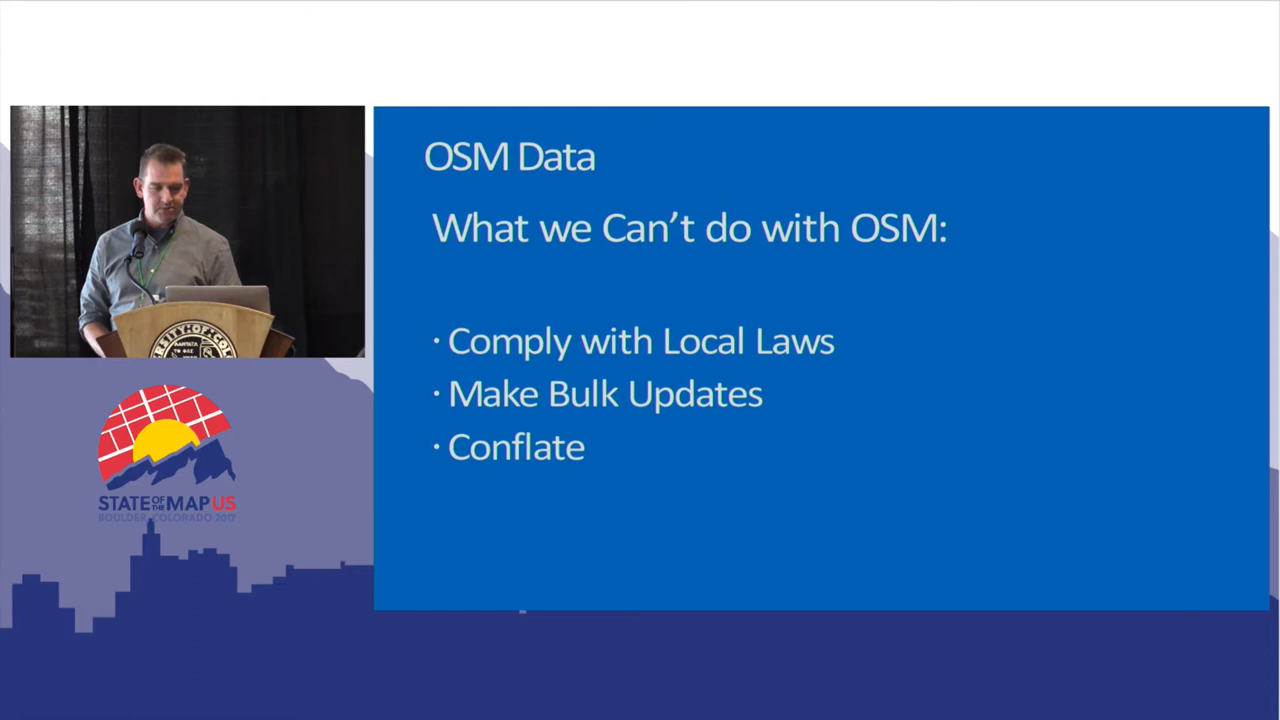 OSM Data
What we Can't do with OSM:
· Comply with Local Laws
· Make Bulk Updates
· Conflate
STATE OF THE MAP US
BOULDER, COLORADO 2017